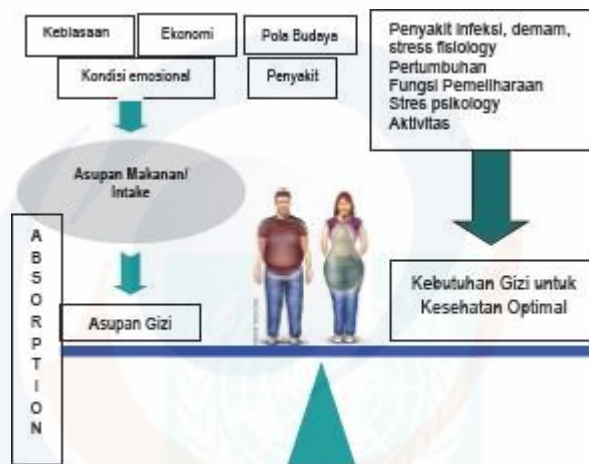 Kebiasaan
Ekonomi
Pola Budaya
Kondisi emosional
Penyakit
Penyakit infeksi, demam,
stress fisiology
Pertumbuhan
Fungsi Pemeliharaan
Stres psikology
Aktivitas
Asupan Makanan/
Intake
A
B
S
O
R
P
T
I
O
N
Asupan Gizi
Kebutuhan Gizi untuk
Kesehatan Optimal